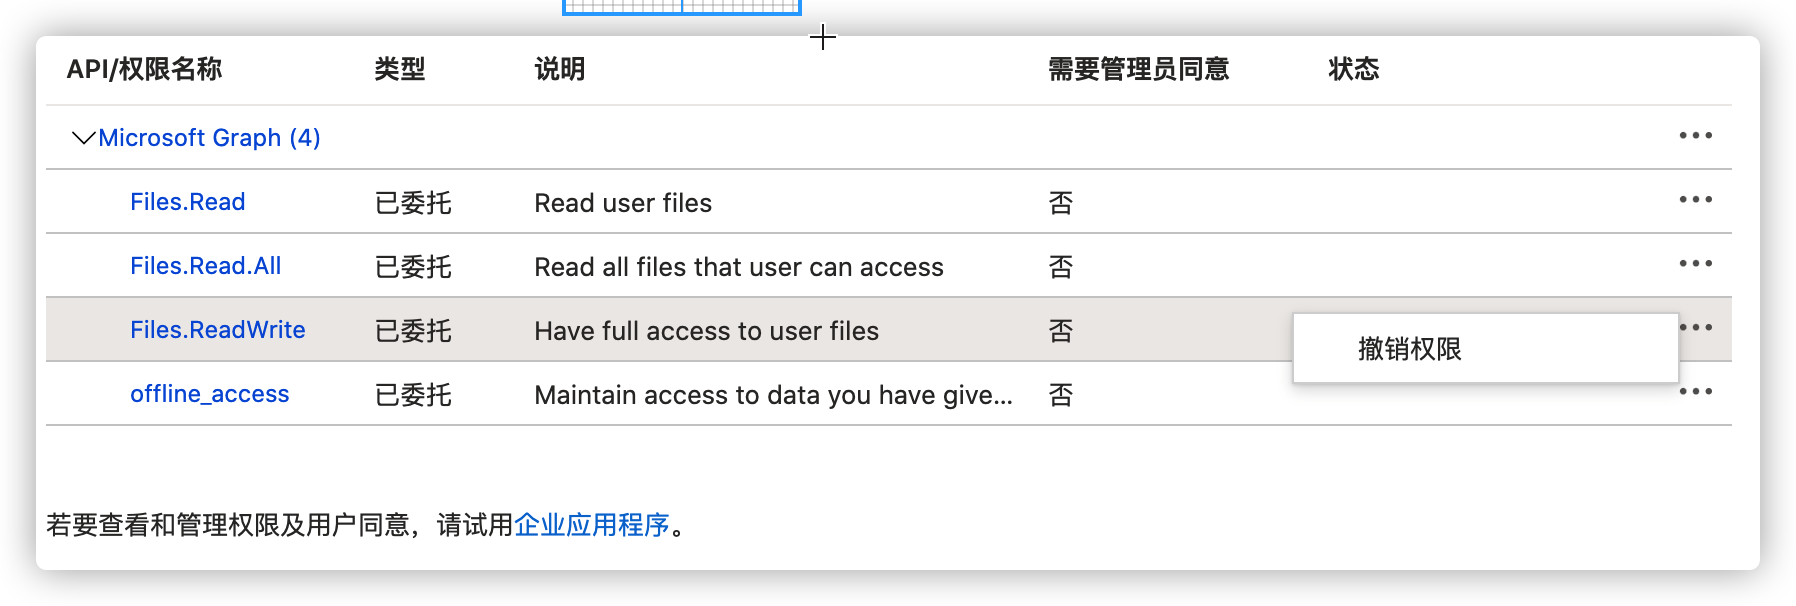 API/权限名称 类型 说明 需要管理员同意 状态
Microsoft Graph (4)
Files.Read 已委托 Read user files 否
Files.Read.All 已委托 Read all files that user can access 否
Files.ReadWrite 已委托 Have full access to user files 否
撤销权限
offline_access 已委托 Maintain access to data you have give... 否
若要查看和管理权限及用户同意，请试用企业应用程序。